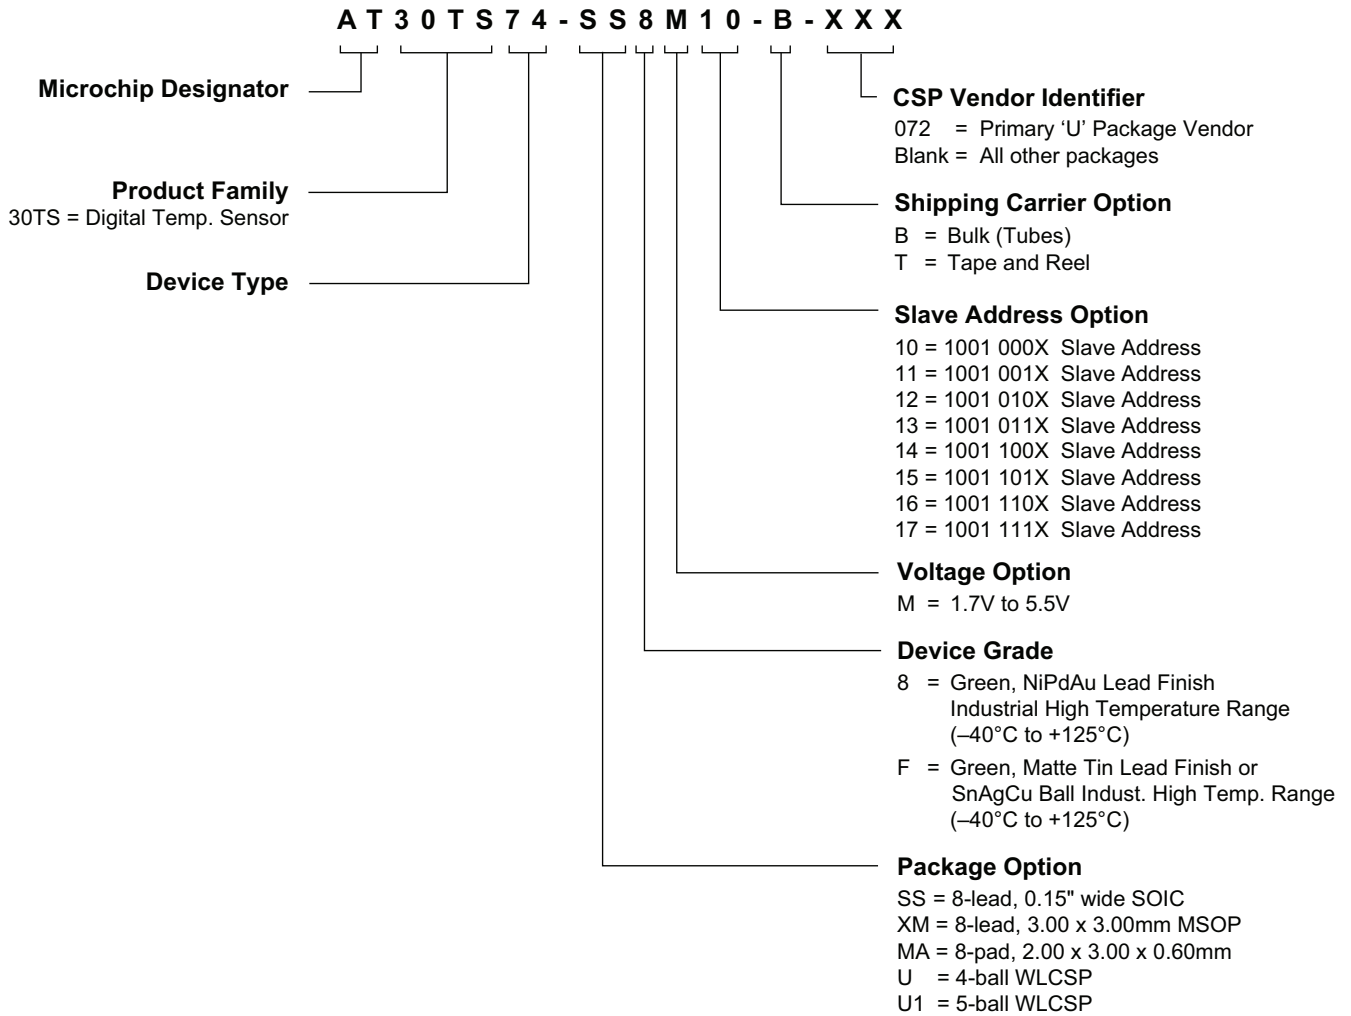 AT30TS74-SS8M10-B-XXX
Microchip Designator
Product Family
30TS = Digital Temp. Sensor
Device Type
CSP Vendor Identifier
072 = Primary ‘U’ Package Vendor
Blank = All other packages
Shipping Carrier Option
B = Bulk (Tubes)
T = Tape and Reel
Slave Address Option
10 = 1001 000X Slave Address
11 = 1001 001X Slave Address
12 = 1001 010X Slave Address
13 = 1001 011X Slave Address
14 = 1001 100X Slave Address
15 = 1001 101X Slave Address
16 = 1001 110X Slave Address
17 = 1001 111X Slave Address
Voltage Option
M = 1.7V to 5.5V
Device Grade
8 = Green, NiPdAu Lead Finish
Industrial High Temperature Range
(–40°C to +125°C)
F = Green, Matte Tin Lead Finish or
SnAgCu Ball Indust. High Temp. Range
(–40°C to +125°C)
Package Option
SS = 8-lead, 0.15" wide SOIC
XM = 8-lead, 3.00 x 3.00mm MSOP
MA = 8-pad, 2.00 x 3.00 x 0.60mm
U = 4-ball WLCSP
U1 = 5-ball WLCSP